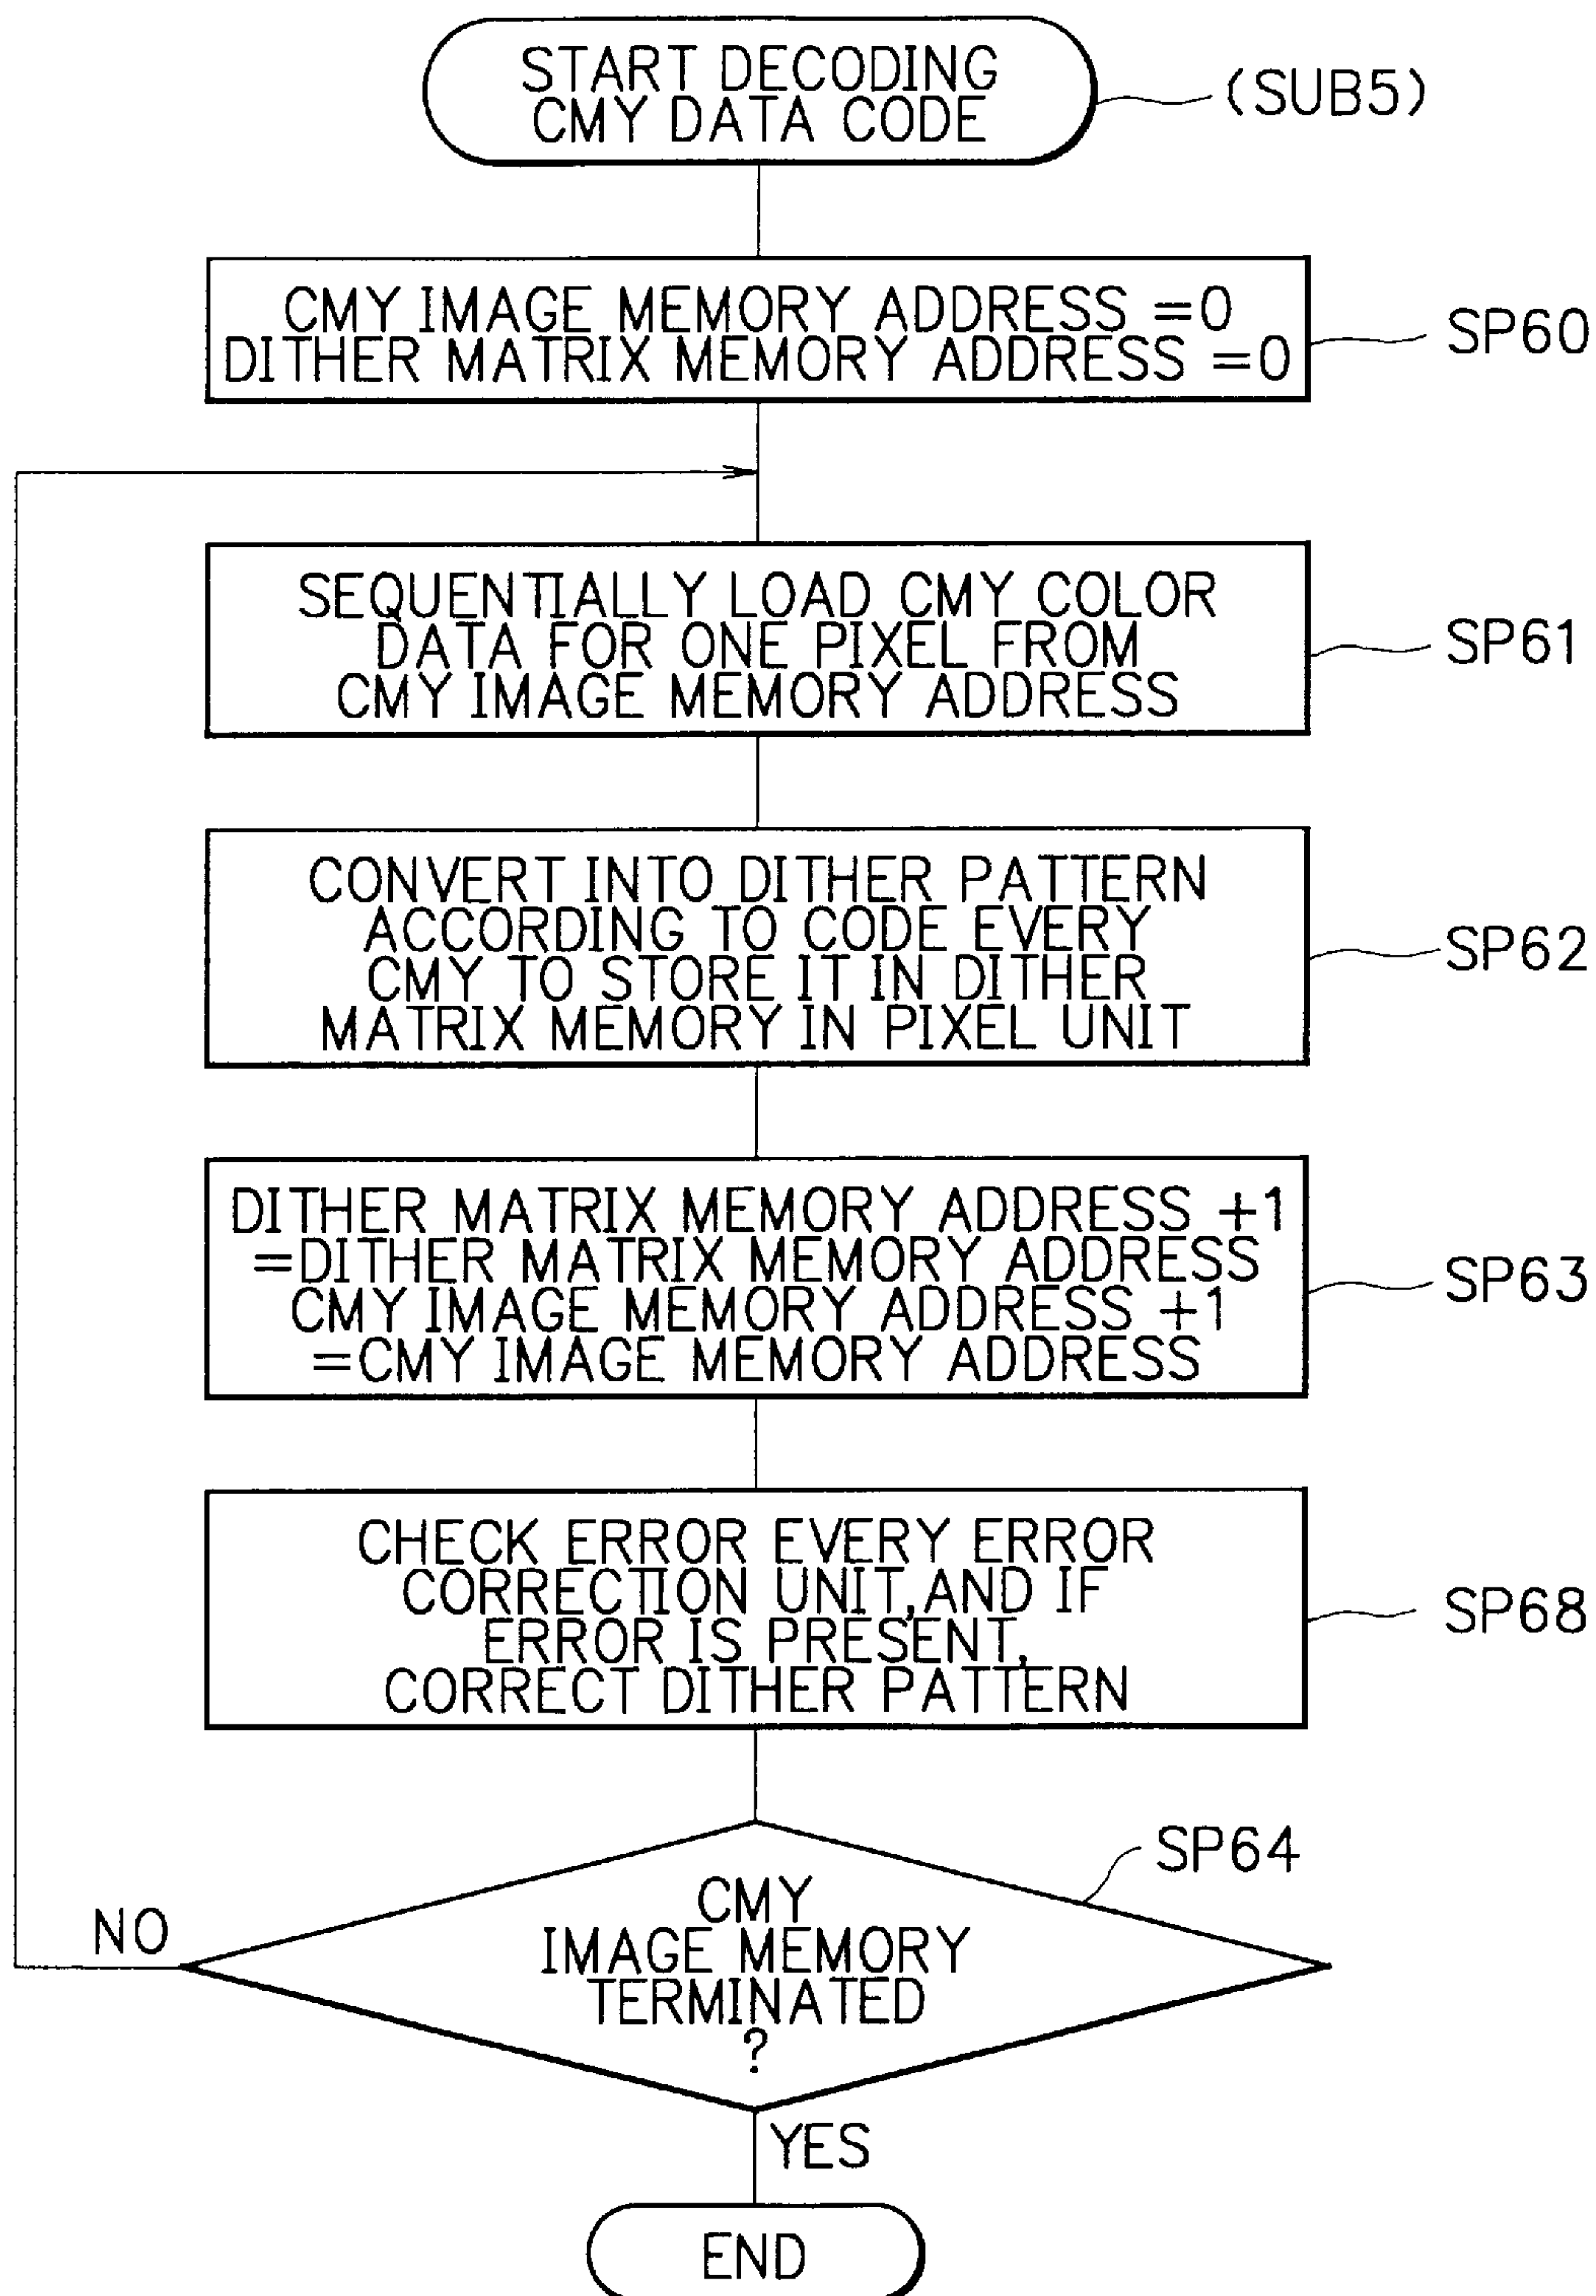 START DECODING
CMY DATA CODE
(SUB5)
CMY IMAGE MEMORY ADDRESS =0
DITHER MATRIX MEMORY ADDRESS =0
SP60
SEQUENTIALLY LOAD CMY COLOR
DATA FOR ONE PIXEL FROM
CMY IMAGE MEMORY ADDRESS
SP61
CONVERT INTO DITHER PATTERN
ACCORDING TO CODE EVERY
CMY TO STORE IT IN DITHER
MATRIX MEMORY IN PIXEL UNIT
SP62
DITHER MATRIX MEMORY ADDRESS +1
=DITHER MATRIX MEMORY ADDRESS
CMY IMAGE MEMORY ADDRESS +1
=CMY IMAGE MEMORY ADDRESS
SP63
CHECK ERROR EVERY ERROR
CORRECTION UNIT,AND IF
ERROR IS PRESENT,
CORRECT DITHER PATTERN
SP68
SP64
CMY
IMAGE MEMORY
TERMINATED
?
NO
YES
END